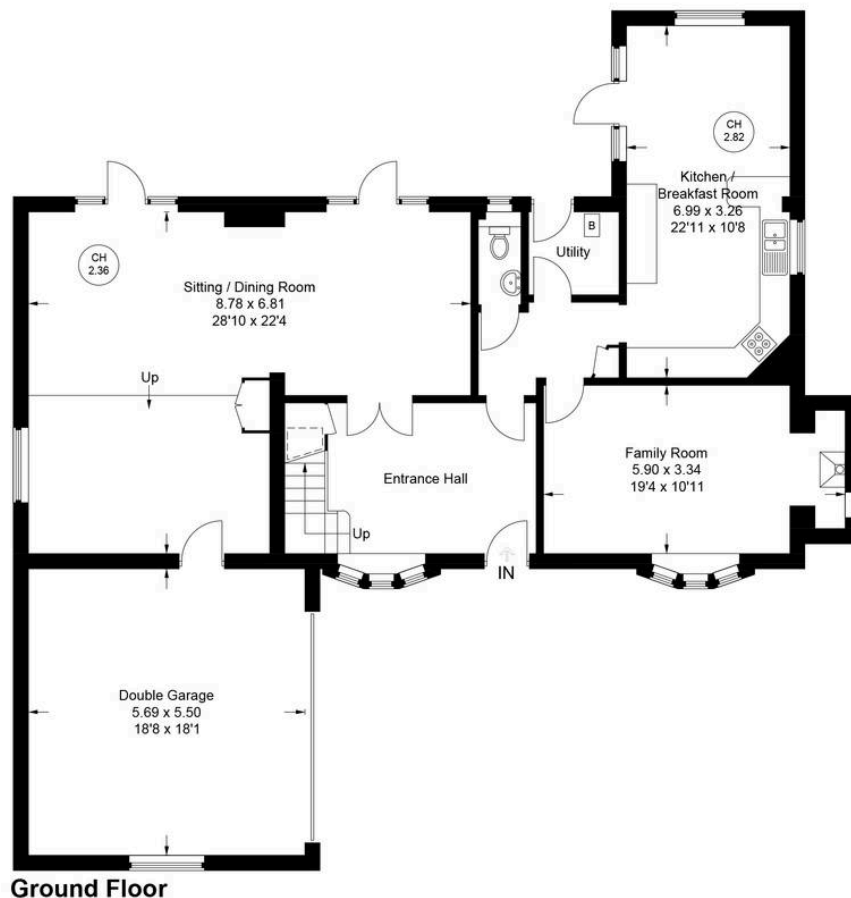 CH
2.82
Kitchen /
Breakfast Room
6.99 x 3.26
22'11 x 10'8
B
Utility
CH
2.36
Sitting / Dining Room
8.78 x 6.81
28'10 x 22'4
Up
Entrance Hall
Up
IN
Family Room
5.90 x 3.34
19'4 x 10'11
Double Garage
5.69 x 5.50
18'8 x 18'1
Ground Floor